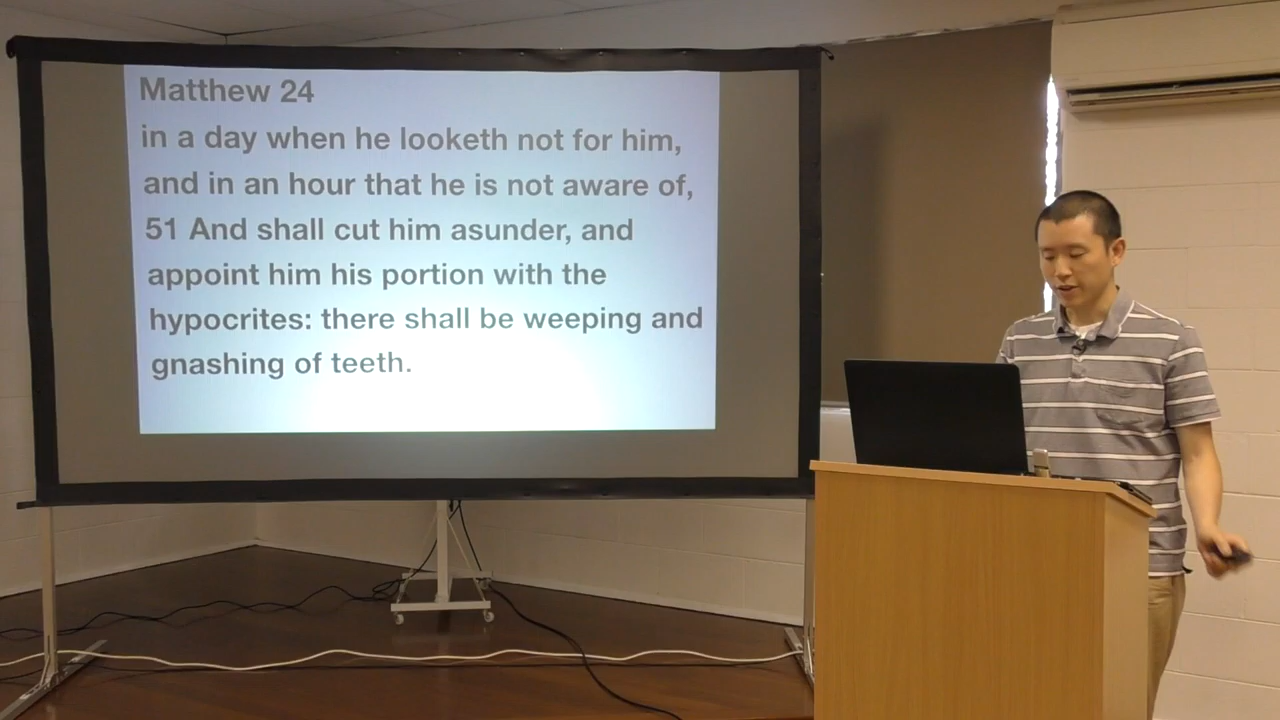 Matthew 24
in a day when he looketh not for him,
and in an hour that he is not aware of,
51 And shall cut him asunder, and
appoint him his portion with the
hypocrites: there shall be weeping and
gnashing of teeth.